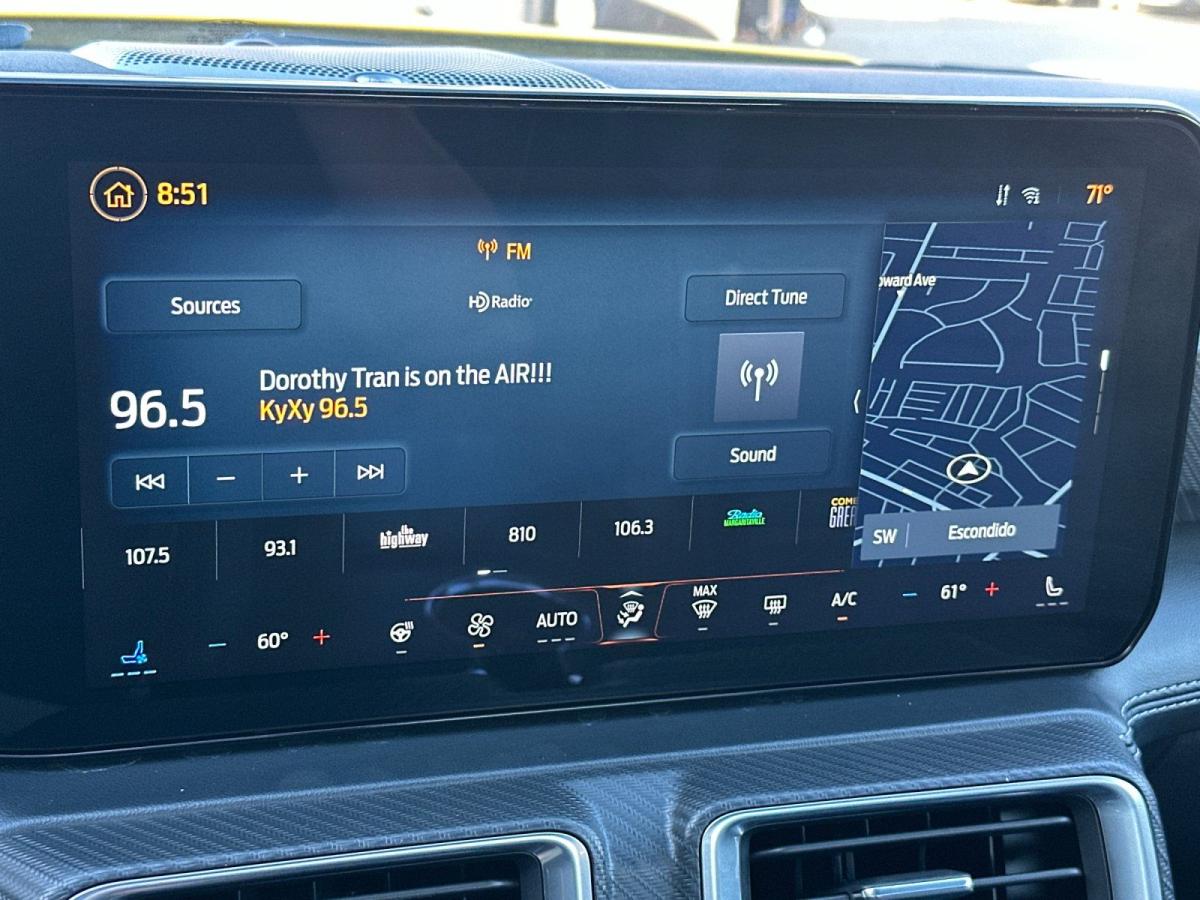 8:51
71°
FM
Sources
HD Radio
Direct Tune
oward Ave
96.5
Dorothy Tran is on the AIR!!!
KyXy 96.5
Sound
107.5
93.1
the highway
810
106.3
Radio
MARGARITAVILLE
COME
GREA
SW
Escondido
60°
AUTO
MAX
A/C
61°